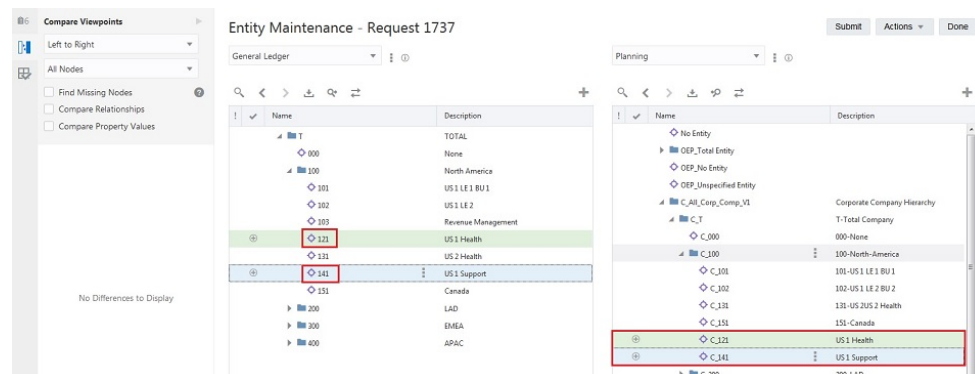 Compare Viewpoints
Left to Right
All Nodes
Find Missing Nodes
Compare Relationships
Compare Property Values
No Differences to Display
Entity Maintenance - Request 1737
Submit Actions Done
General Ledger
! Name Description
T TOTAL
000 None
100 North America
101 US 1 LE 1 BU 1
102 US 1 LE 2
103 Revenue Management
121 US 1 Health
131 US 2 Health
141 US 1 Support
151 Canada
200 LAD
300 EMEA
400 APAC
Planning
! Name Description
No Entity
OEP_Total Entity
OEP_No Entity
OEP_Unspecified Entity
C_All_Corp_Comp_V1 Corporate Company Hierarchy
C_T T-Total Company
C_000 000-None
C_100 100-North-America
C_101 101-US 1 LE 1 BU 1
C_102 102-US 1 LE 2 BU 2
C_131 131-US 2US 2 Health
C_151 151-Canada
C_121 US 1 Health
C_141 US 1 Support